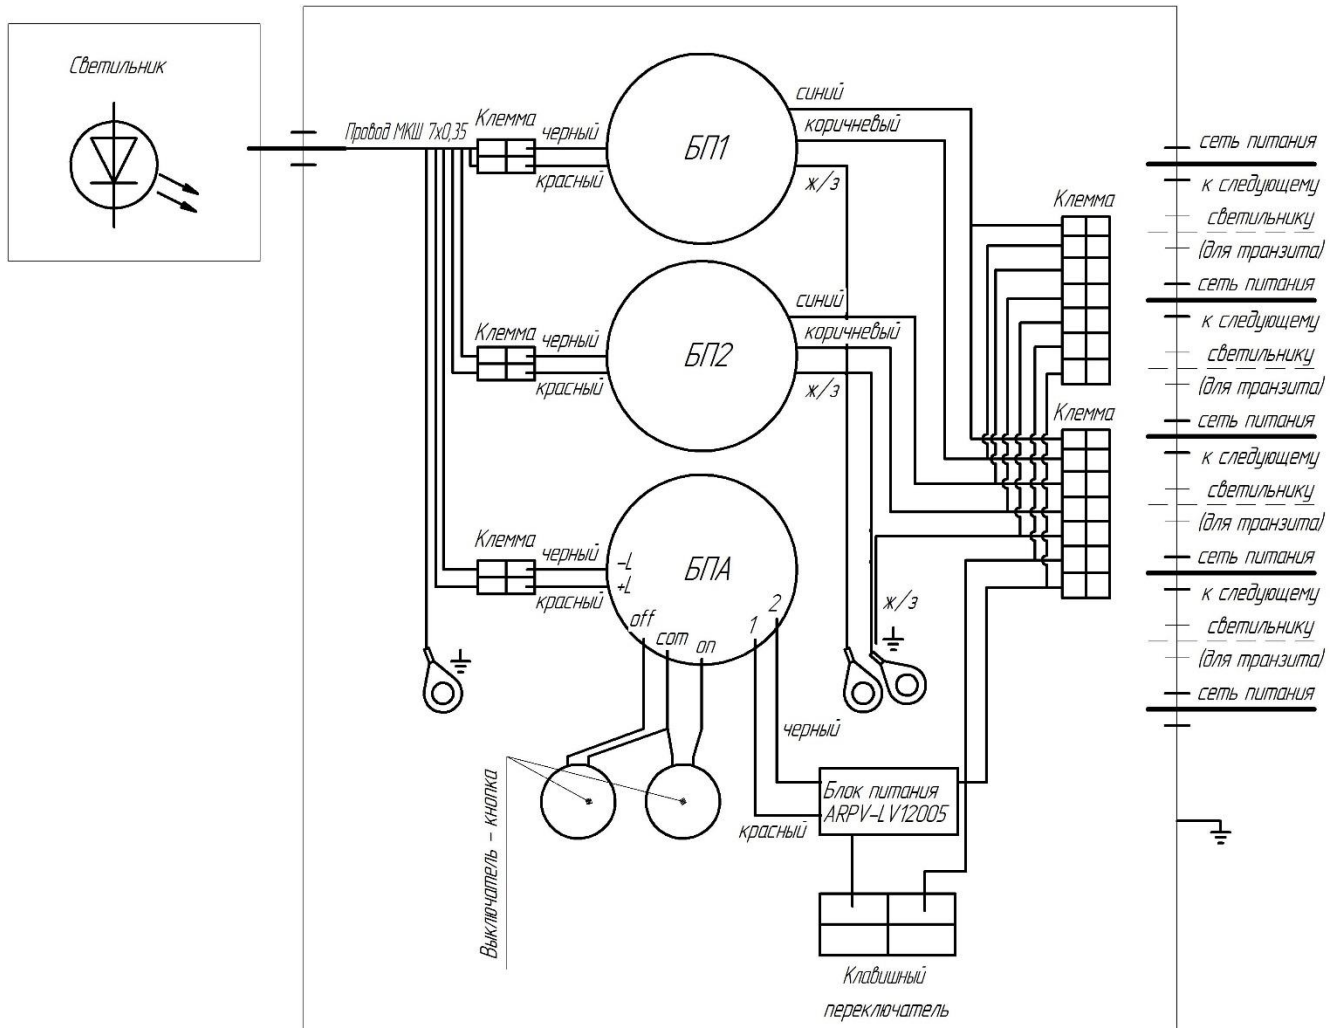 Светильник
Провод МКШ 7х0,35
Клемма
черный
красный
БП1
синий
коричневый
ж/з
Клемма
черный
красный
БП2
синий
коричневый
ж/з
Клемма
черный
красный
-L
+L
БПА
off
com
on
1
2
ж/з
Клемма
Клемма
сеть питания
к следующему
светильнику
(для транзита)
сеть питания
к следующему
светильнику
(для транзита)
сеть питания
к следующему
светильнику
(для транзита)
сеть питания
к следующему
светильнику
(для транзита)
сеть питания
черный
красный
Блок питания
ARPV-LV12005
Выключатель - кнопка
Клавишный
переключатель